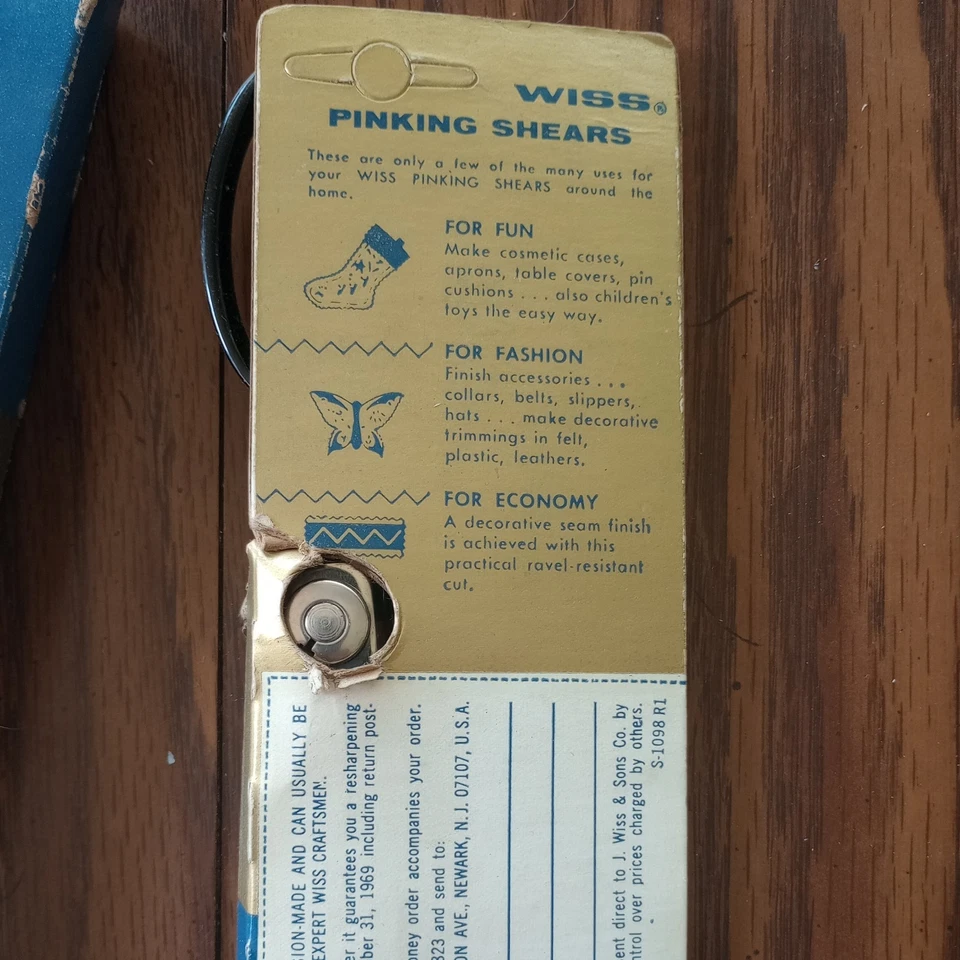 WISS®
PINKING SHEARS
These are only a few of the many uses for
your WISS PINKING SHEARS around the
home.
FOR FUN
Make cosmetic cases,
aprons, table covers, pin
cushions . . . also children's
toys the easy way.
FOR FASHION
Finish accessories . . .
collars, belts, slippers,
hats . . . make decorative
trimmings in felt,
plastic, leathers.
FOR ECONOMY
A decorative seam finish
is achieved with this
practical ravel-resistant
cut.
ION-MADE AND CAN USUALLY BE
EXPERT WISS CRAFTSMEN.
er it guarantees you a resharpening
ber 31, 1969 including return post-
oney order accompanies your order.
823 and send to:
ON AVE., NEWARK, N. J. 07107, U.S.A.
ent direct to J. Wiss & Sons Co. by
ntrol over prices charged by others.
S-1098 R1